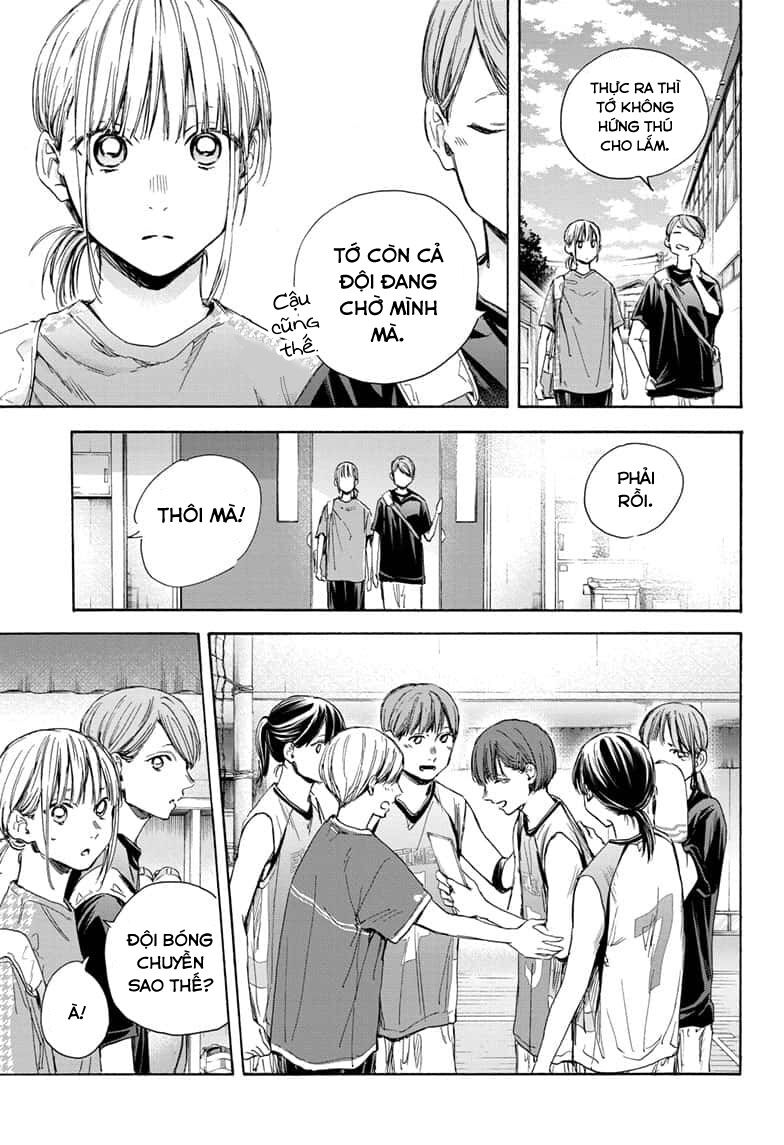 THỰC RA THÌ
TỚ KHÔNG
HỨNG THÚ
CHO LẮM.
TỚ CÒN CẢ
ĐỘI ĐANG
CHỜ MÌNH
MÀ.
Cậu
cũng
thế.
PHẢI
RỒI.
THÔI MÀ!
7
ĐỘI BÓNG
CHUYỀN
SAO THẾ?
À!